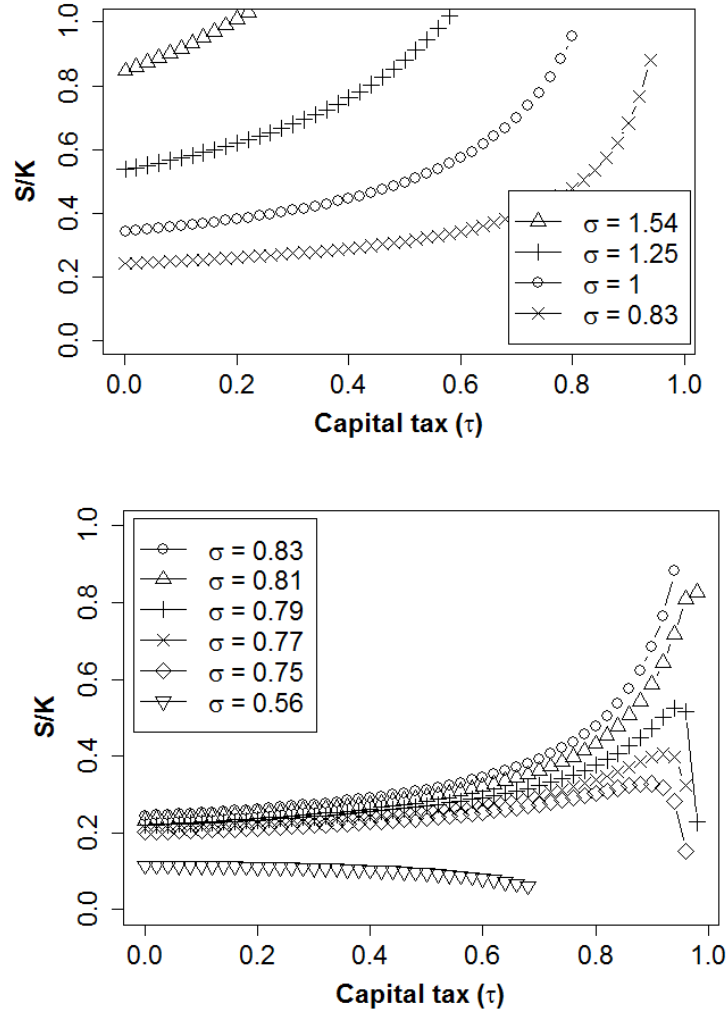 1.0
0.8
0.6
0.4
0.2
0.0
S/K
σ = 1.54
σ = 1.25
σ = 1
σ = 0.83
0.0 0.2 0.4 0.6 0.8 1.0
Capital tax (τ)
1.0
0.8
0.6
0.4
0.2
0.0
S/K
σ = 0.83
σ = 0.81
σ = 0.79
σ = 0.77
σ = 0.75
σ = 0.56
0.0 0.2 0.4 0.6 0.8 1.0
Capital tax (τ)